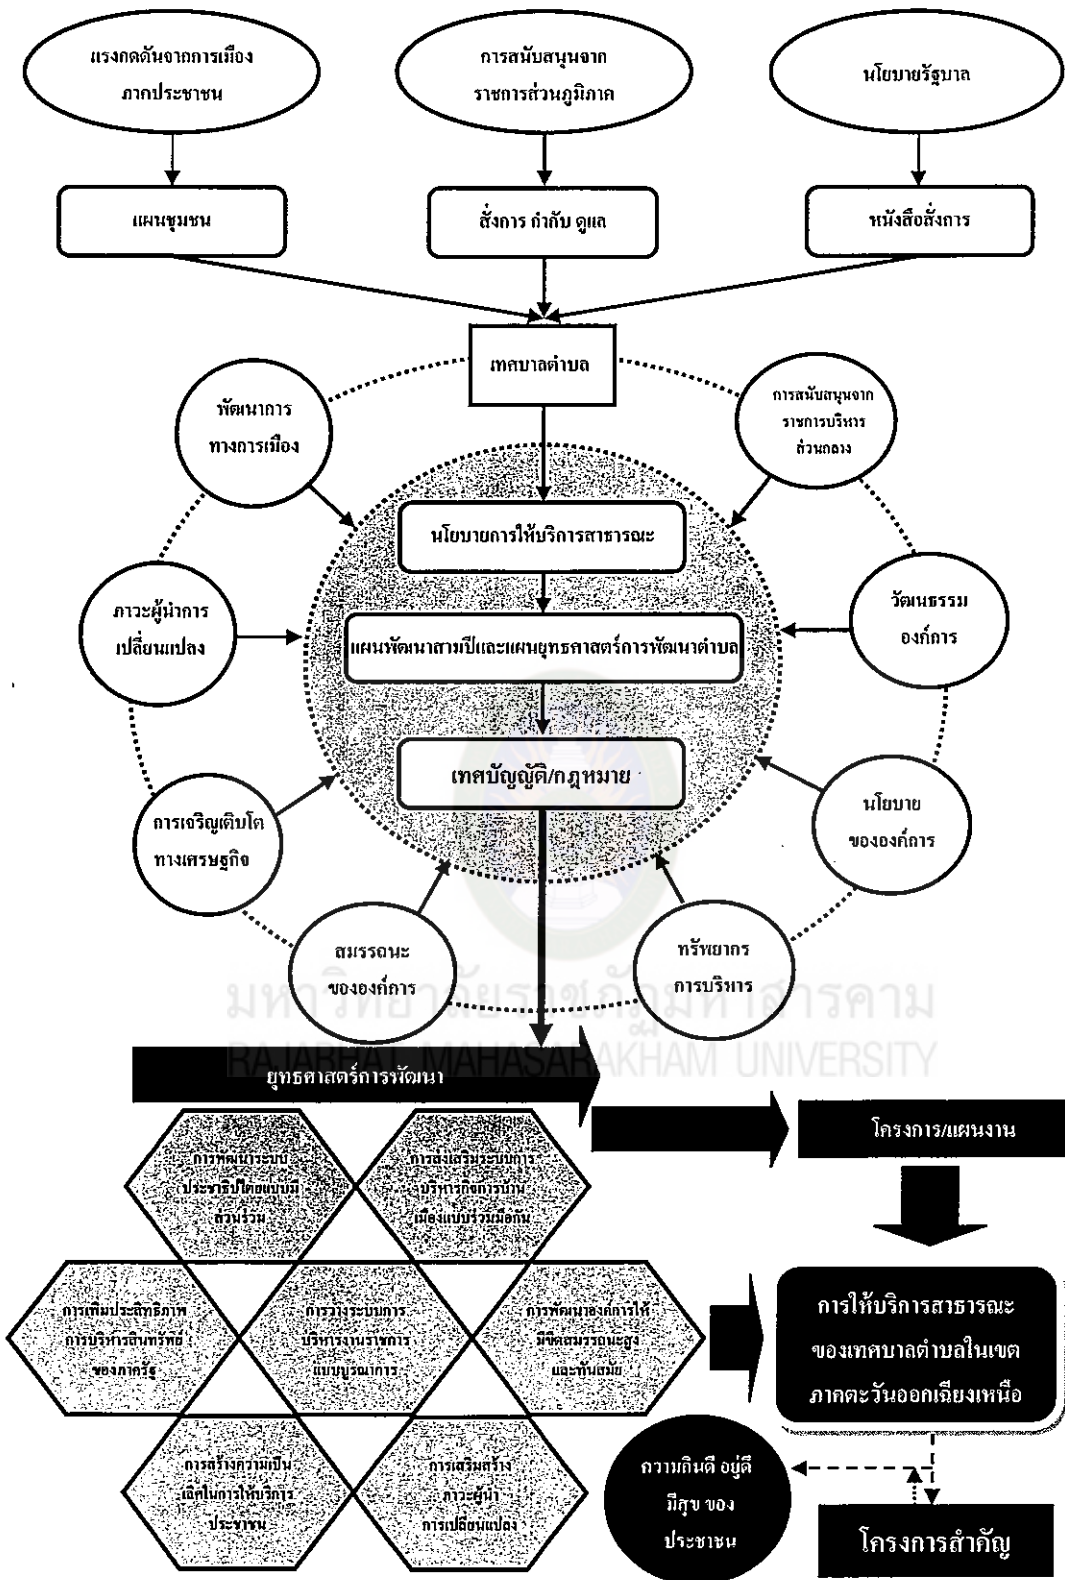 แรงกดดันจากการเมือง
ภาคประชาชน
การสนับสนุนจาก
ราชการส่วนภูมิภาค
นโยบายรัฐบาล
แผนชุมชน
สั่งการ กำกับ ดูแล
หนังสือสั่งการ
เทศบาลตำบล
พัฒนาการ
ทางการเมือง
การสนับสนุนจาก
ราชการบริหาร
ส่วนกลาง
นโยบายการให้บริการสาธารณะ
ภาวะผู้นำการ
เปลี่ยนแปลง
วัฒนธรรม
องค์การ
แผนพัฒนาสามปีและแผนยุทธศาสตร์การพัฒนาตำบล
เทศบัญญัติ/กฎหมาย
การเจริญเติบโต
ทางเศรษฐกิจ
นโยบาย
ขององค์การ
สมรรถนะ
ขององค์การ
ทรัพยากร
การบริหาร
มหาวิทยาลัยราชภัฏมหาสารคาม
RAJABHAT MAHASARAKHAM UNIVERSITY
ยุทธศาสตร์การพัฒนา
โครงการ/แผนงาน
การพัฒนาระบบ
ประชาธิปไตยแบบมี
ส่วนร่วม
การส่งเสริมระบบการ
บริหารกิจการบ้าน
เมืองแบบร่วมมือกัน
การเพิ่มประสิทธิภาพ
การบริหารสินทรัพย์
ของภาครัฐ
การวางระบบการ
บริหารงานราชการ
แบบบูรณาการ
การพัฒนาองค์การให้
มีขีดสมรรถนะสูง
และทันสมัย
การให้บริการสาธารณะ
ของเทศบาลตำบลในเขต
ภาคตะวันออกเฉียงเหนือ
การสร้างความเป็น
เลิศในการให้บริการ
ประชาชน
การเสริมสร้าง
ภาวะผู้นำ
การเปลี่ยนแปลง
ความกินดี อยู่ดี
มีสุข ของ
ประชาชน
โครงการสำคัญ